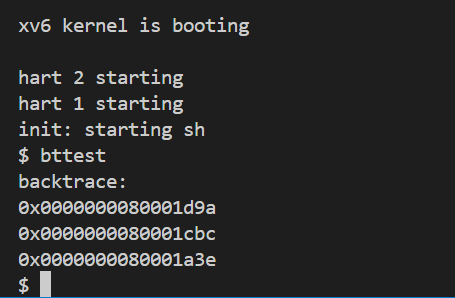 xv6 kernel is booting
hart 2 starting
hart 1 starting
init: starting sh
$ bttest
backtrace:
0x0000000080001d9a
0x0000000080001cbc
0x0000000080001a3e
$